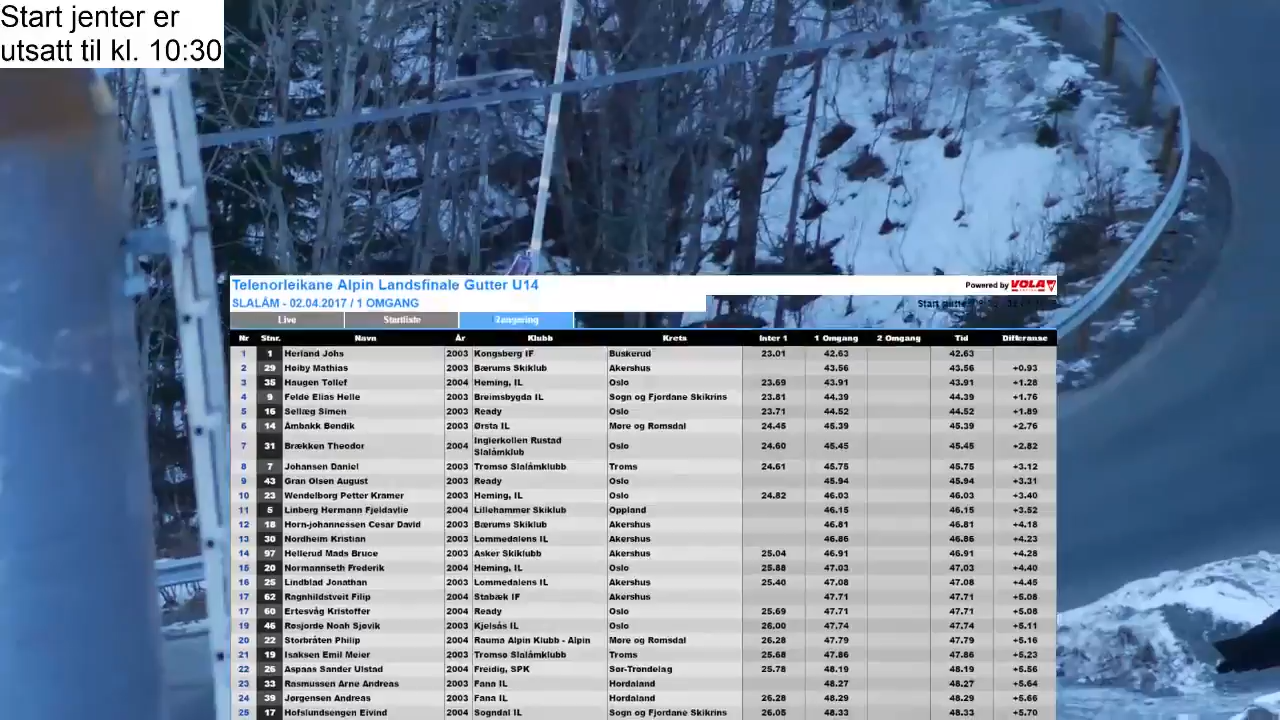 Start jenter er
utsatt til kl. 10:30
Telenorleikane Alpin Landsfinale Gutter U14
Powered by VOLA
SLALÅM - 02.04.2017 / 1 OMGANG
Live Startliste Rangering
Nr Stnr. Navn År Klubb Krets Inter 1 1 Omgang 2 Omgang Tid Differanse
1 1 Herland Johs 2003 Kongsberg IF Buskerud 23.01 42.63 42.63
2 29 Høiby Mathias 2003 Bærums Skiklub Akershus 43.56 43.56 +0.93
3 35 Haugen Tollef 2004 Heming, IL Oslo 23.69 43.91 43.91 +1.28
4 9 Felde Elias Helle 2003 Breimsbygda IL Sogn og Fjordane Skikrins 23.81 44.39 44.39 +1.76
5 16 Sellæg Simen 2003 Ready Oslo 23.71 44.52 44.52 +1.89
6 14 Åmbakk Bendik 2003 Ørsta IL Møre og Romsdal 24.45 45.39 45.39 +2.76
7 31 Brækken Theodor 2004 Ingierkollen Rustad Slalåmklub Oslo 24.60 45.45 45.45 +2.82
8 7 Johansen Daniel 2003 Tromsø Slalåmklubb Troms 24.61 45.75 45.75 +3.12
9 43 Gran Olsen August 2003 Ready Oslo 45.94 45.94 +3.31
10 23 Wendelborg Petter Kramer 2003 Heming, IL Oslo 24.82 46.03 46.03 +3.40
11 5 Linberg Hermann Fjeldavlie 2004 Lillehammer Skiklub Oppland 46.15 46.15 +3.52
12 18 Horn-johannessen Cesar David 2003 Bærums Skiklub Akershus 46.81 46.81 +4.18
13 30 Nordheim Kristian 2003 Lommedalens IL Akershus 46.86 46.86 +4.23
14 97 Hellerud Mads Bruce 2003 Asker Skiklubb Akershus 25.04 46.91 46.91 +4.28
15 20 Normannseth Frederik 2004 Heming, IL Oslo 25.88 47.03 47.03 +4.40
16 25 Lindblad Jonathan 2003 Lommedalens IL Akershus 25.40 47.08 47.08 +4.45
17 62 Ragnhildstveit Filip 2004 Stabæk IF Akershus 47.71 47.71 +5.08
17 60 Ertesvåg Kristoffer 2004 Ready Oslo 25.69 47.71 47.71 +5.08
19 46 Røsjorde Noah Sjøvik 2003 Kjelsås IL Oslo 26.00 47.74 47.74 +5.11
20 22 Storbråten Philip 2004 Rauma Alpin Klubb - Alpin Møre og Romsdal 26.28 47.79 47.79 +5.16
21 19 Isaksen Emil Meier 2003 Tromsø Slalåmklubb Troms 25.68 47.86 47.86 +5.23
22 26 Aspaas Sander Ulstad 2004 Freidig, SPK Sør-Trøndelag 25.78 48.19 48.19 +5.56
23 33 Rasmussen Arne Andreas 2003 Fana IL Hordaland 48.27 48.27 +5.64
24 39 Jørgensen Andreas 2003 Fana IL Hordaland 26.28 48.29 48.29 +5.66
25 17 Hofslundsengen Eivind 2004 Sogndal IL Sogn og Fjordane Skikrins 26.05 48.33 48.33 +5.70